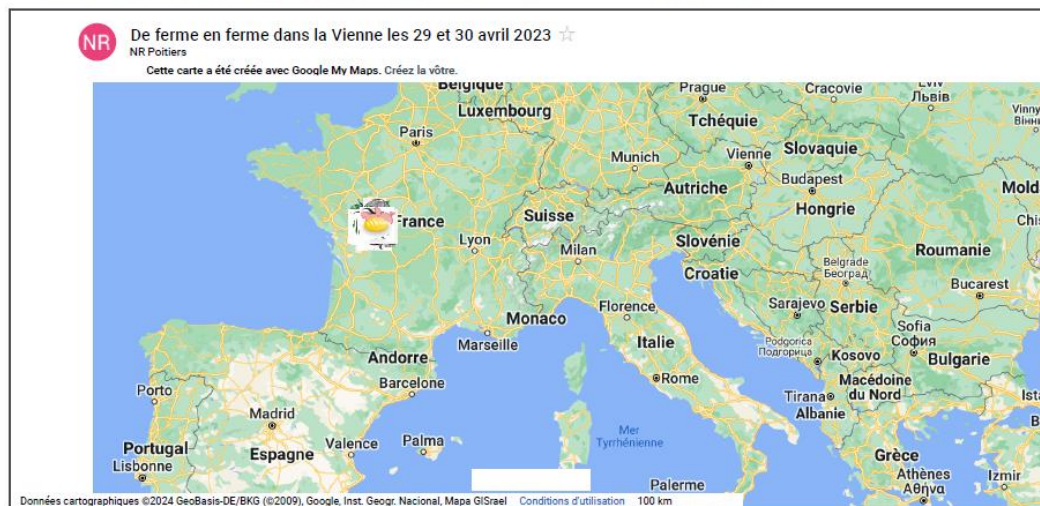 NR
De ferme en ferme dans la Vienne les 29 et 30 avril 2023
NR Poitiers
Cette carte a été créée avec Google My Maps. Créez la vôtre.
Belgique
Luxembourg
Paris
Prague
Tchéquie
Cracovie
Львів
Munich
Vienne
Slovaquie
Budapest
Autriche
Hongrie
France
Suisse
Lyon
Milan
Slovénie
Croatie
Belgrade
Београд
Roumanie
Bucarest
Monaco
Florence
Marseille
Sarajevo
Serbie
Italie
Podgorica
Подгорица
Kosovo
Sofia
София
Bulgarie
Andorre
Barcelone
Rome
Macédoine
du Nord
Tirana
Albanie
Porto
Madrid
Portugal
Espagne
Valence
Palma
Mer
Tyrrhénienne
Lisbonne
Grèce
Athènes
Αθήνα
Izmir
Palerme
Données cartographiques ©2024 GeoBasis-DE/BKG (©2009), Google, Inst. Geogr. Nacional, Mapa GISrael Conditions d'utilisation 100 km